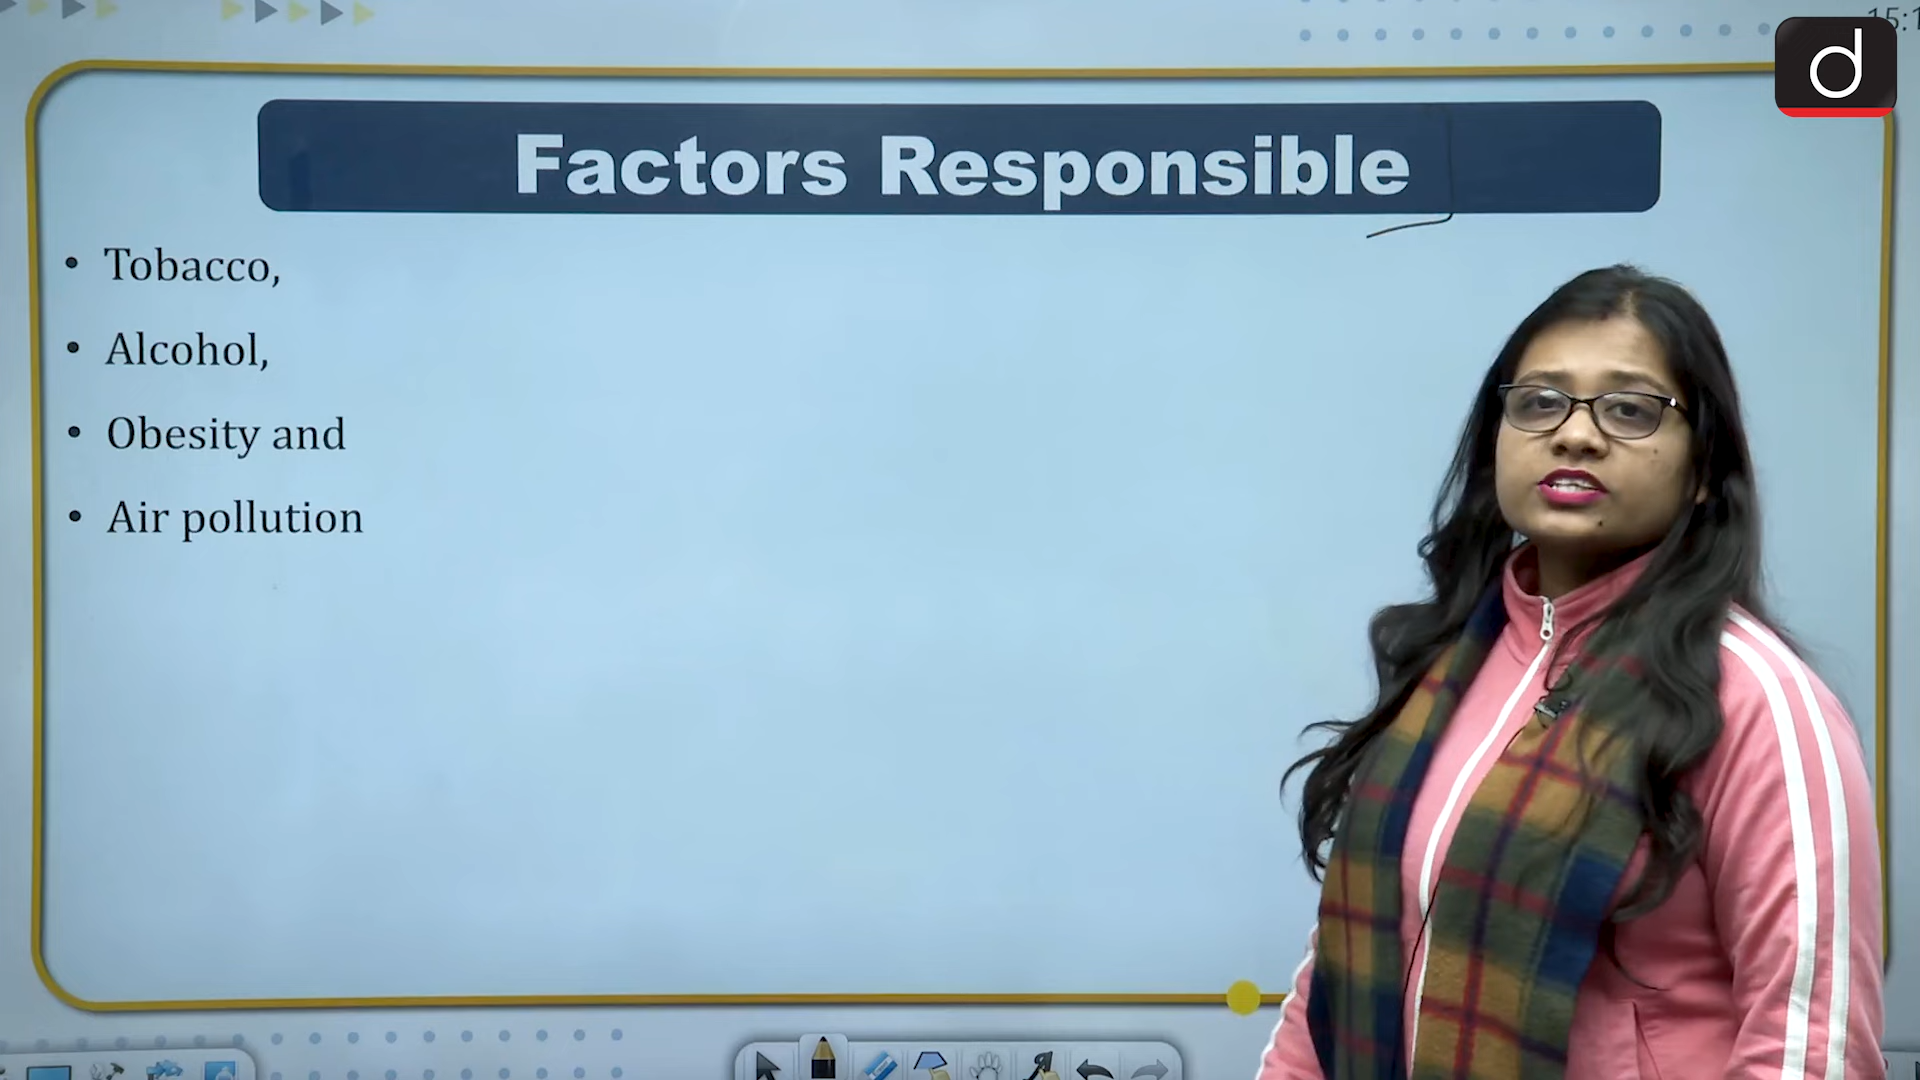 Factors Responsible
• Tobacco,
• Alcohol,
• Obesity and
• Air pollution
d